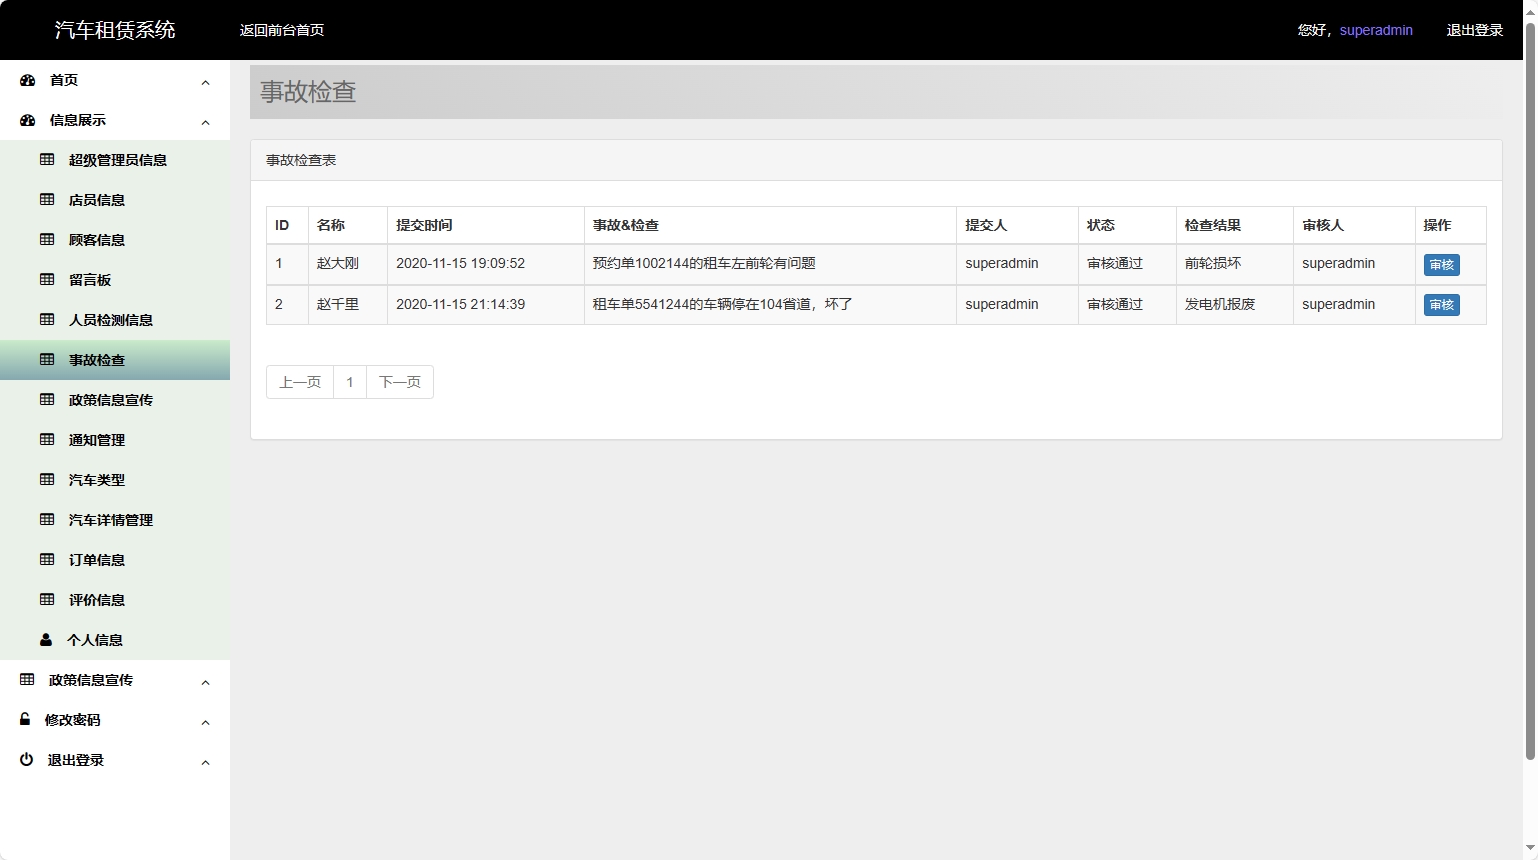 汽车租赁系统 返回前台首页 您好，superadmin 退出登录
首页
信息展示
超级管理员信息
店员信息
顾客信息
留言板
人员检测信息
事故检查
政策信息宣传
通知管理
汽车类型
汽车详情管理
订单信息
评价信息
个人信息
政策信息宣传
修改密码
退出登录
事故检查
事故检查表
ID 名称 提交时间 事故&检查 提交人 状态 检查结果 审核人 操作
1 赵大刚 2020-11-15 19:09:52 预约单1002144的租车左前轮有问题 superadmin 审核通过 前轮损坏 superadmin 审核
2 赵千里 2020-11-15 21:14:39 租车单5541244的车辆停在104省道，坏了 superadmin 审核通过 发电机报废 superadmin 审核
上一页 1 下一页